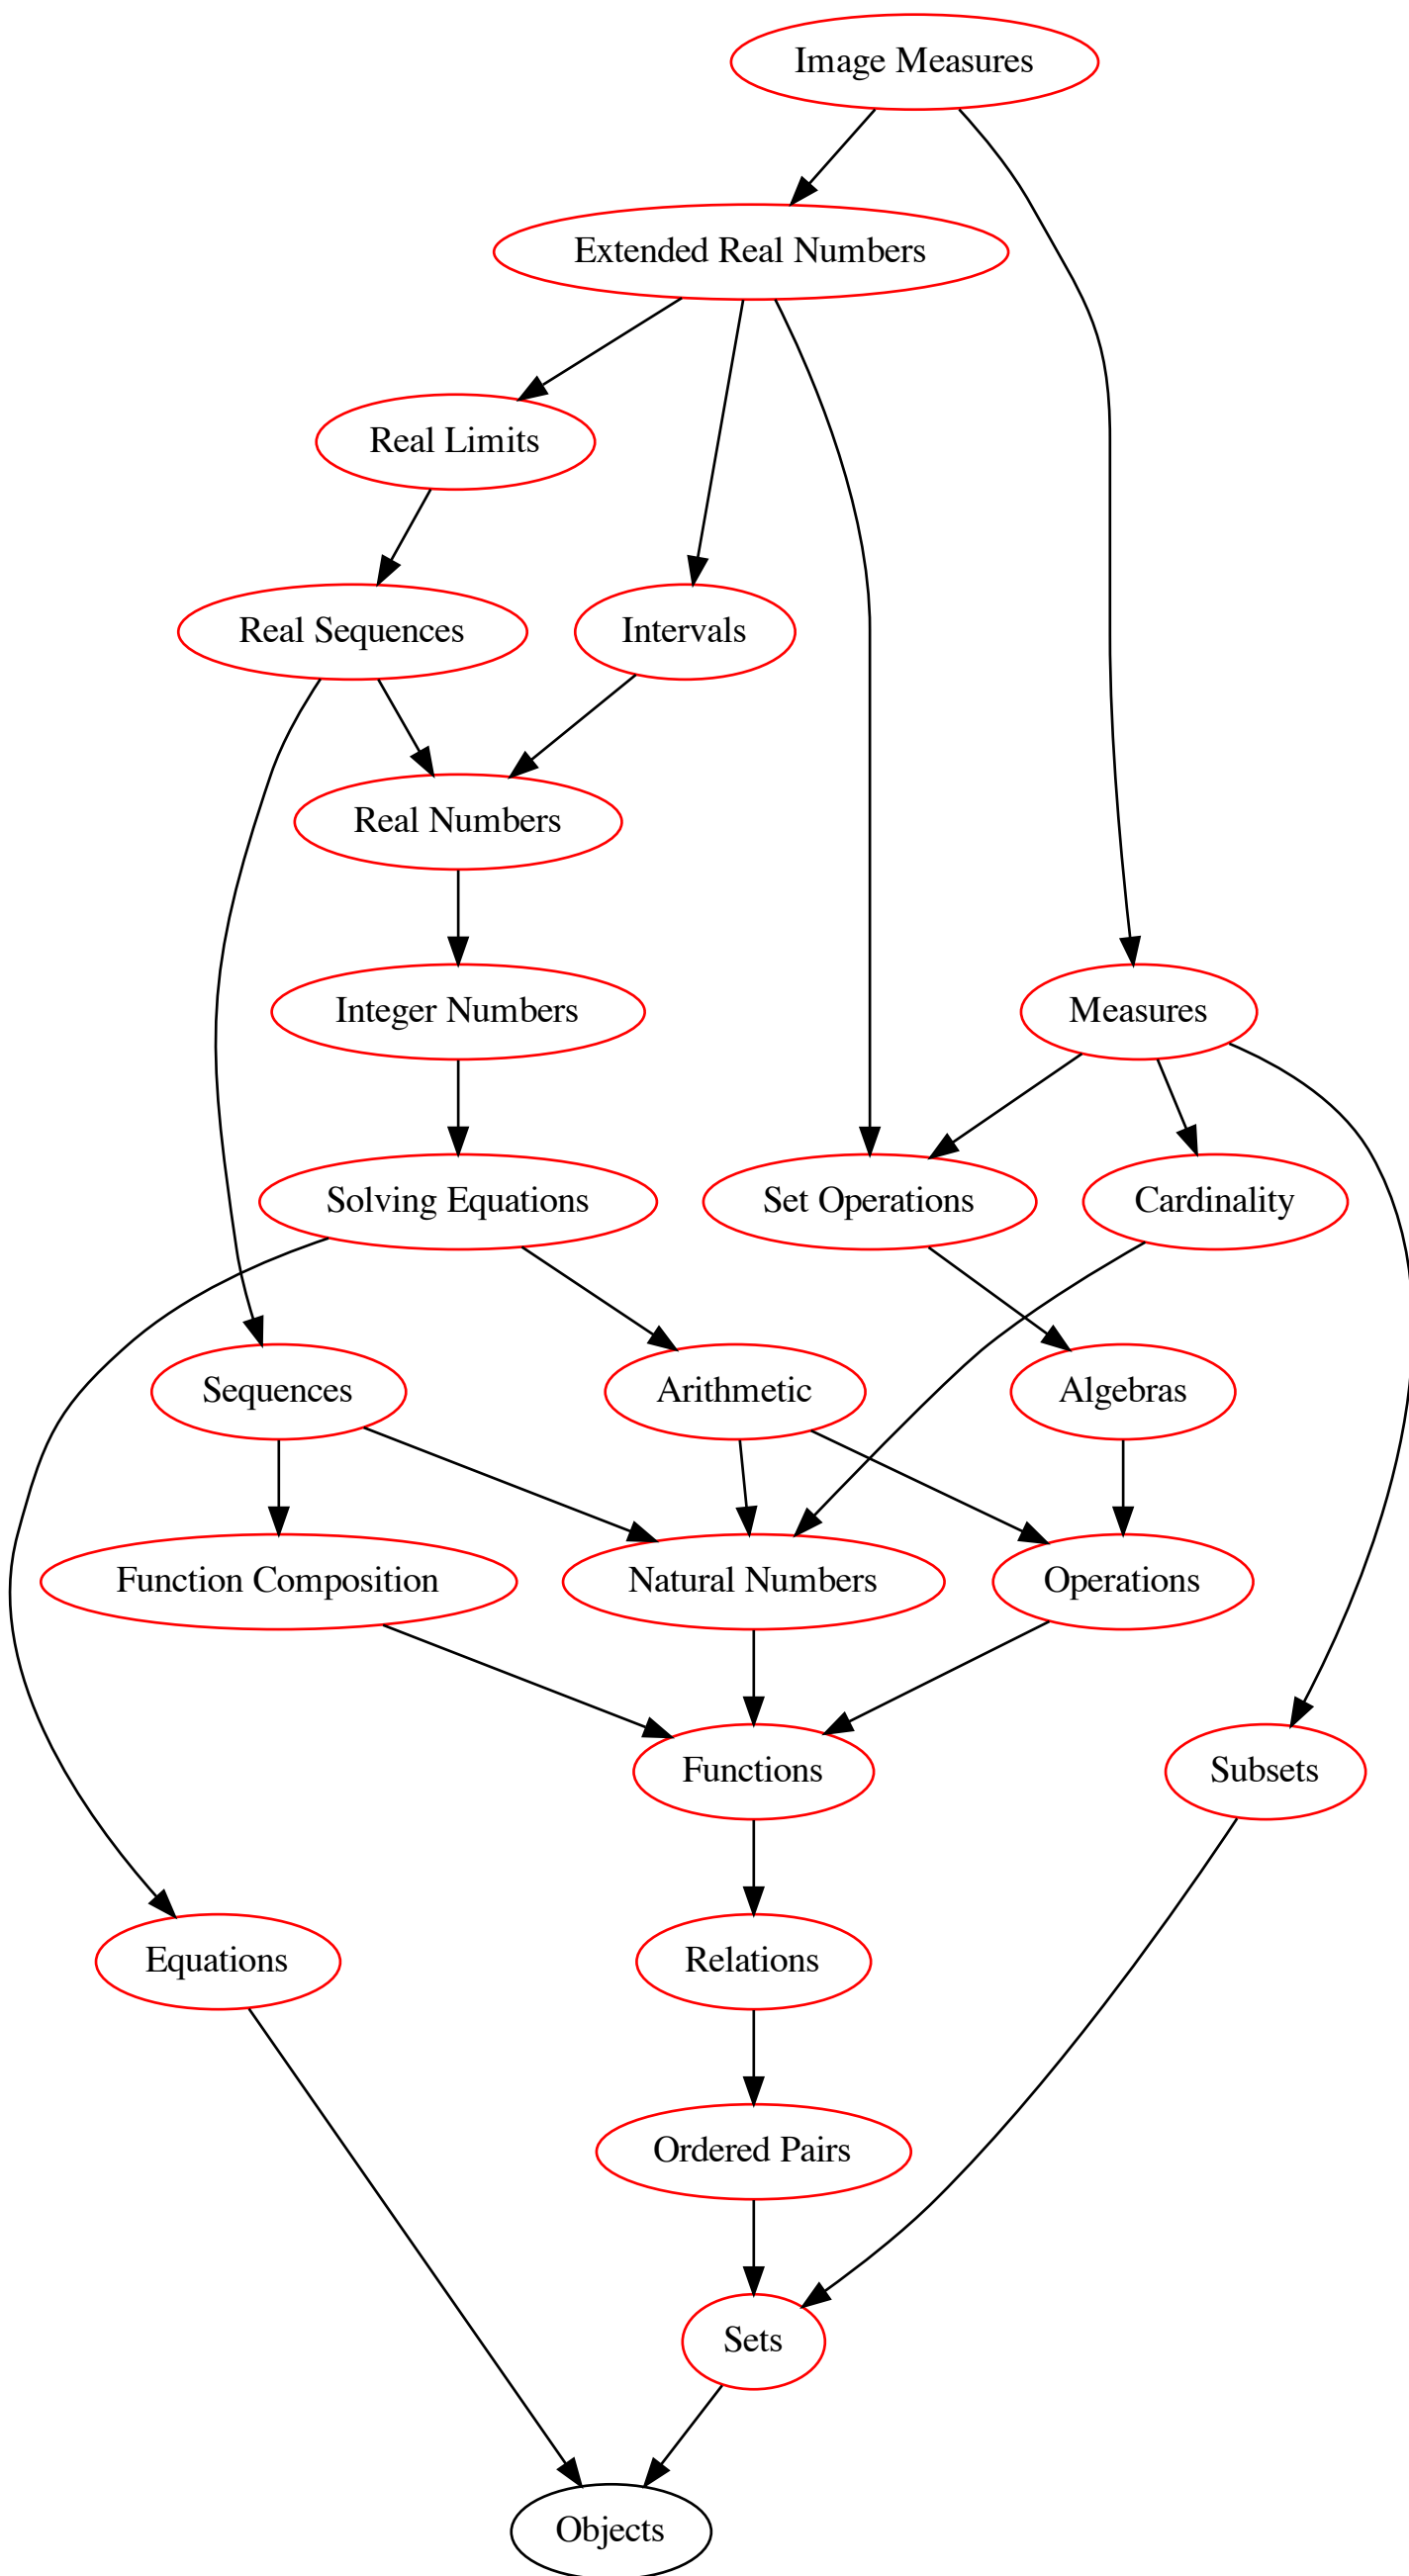 Image Measures
Extended Real Numbers
Real Limits
Real Sequences
Intervals
Real Numbers
Integer Numbers
Measures
Solving Equations
Set Operations
Cardinality
Sequences
Arithmetic
Algebras
Function Composition
Natural Numbers
Operations
Functions
Subsets
Equations
Relations
Ordered Pairs
Sets
Objects